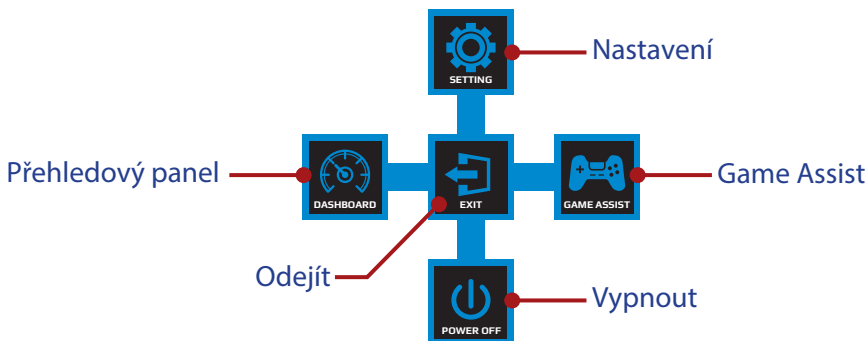 SETTING
Nastavení
Přehledový panel
DASHBOARD
EXIT
GAME ASSIST
Game Assist
Odejít
POWER OFF
Vypnout